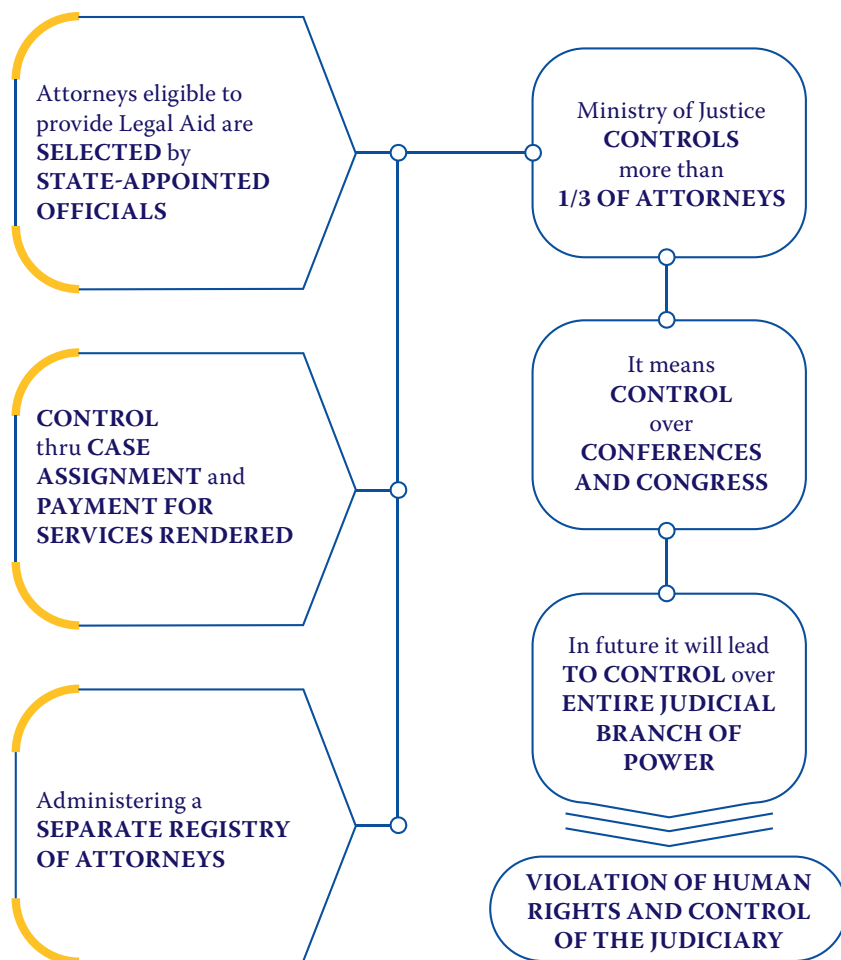 Attorneys eligible to
provide Legal Aid are
SELECTED by
STATE-APPOINTED
OFFICIALS
CONTROL
thru CASE
ASSIGNMENT and
PAYMENT FOR
SERVICES RENDERED
Administering a
SEPARATE REGISTRY
OF ATTORNEYS
Ministry of Justice
CONTROLS
more than
1/3 OF ATTORNEYS
It means
CONTROL
over
CONFERENCES
AND CONGRESS
In future it will lead
TO CONTROL over
ENTIRE JUDICIAL
BRANCH OF
POWER
VIOLATION OF HUMAN
RIGHTS AND CONTROL
OF THE JUDICIARY